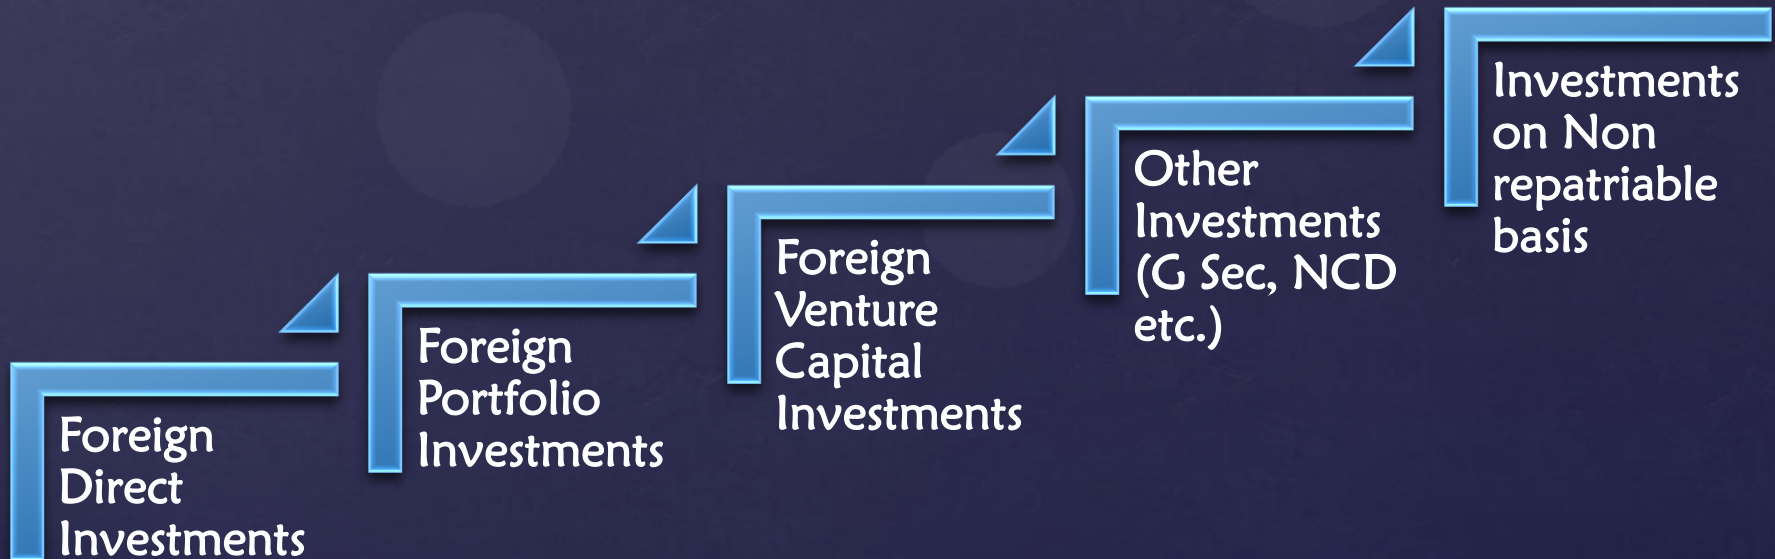 Foreign
Direct
Investments
Foreign
Portfolio
Investments
Foreign
Venture
Capital
Investments
Other
Investments
(G Sec, NCD
etc.)
Investments
on Non
repatriable
basis